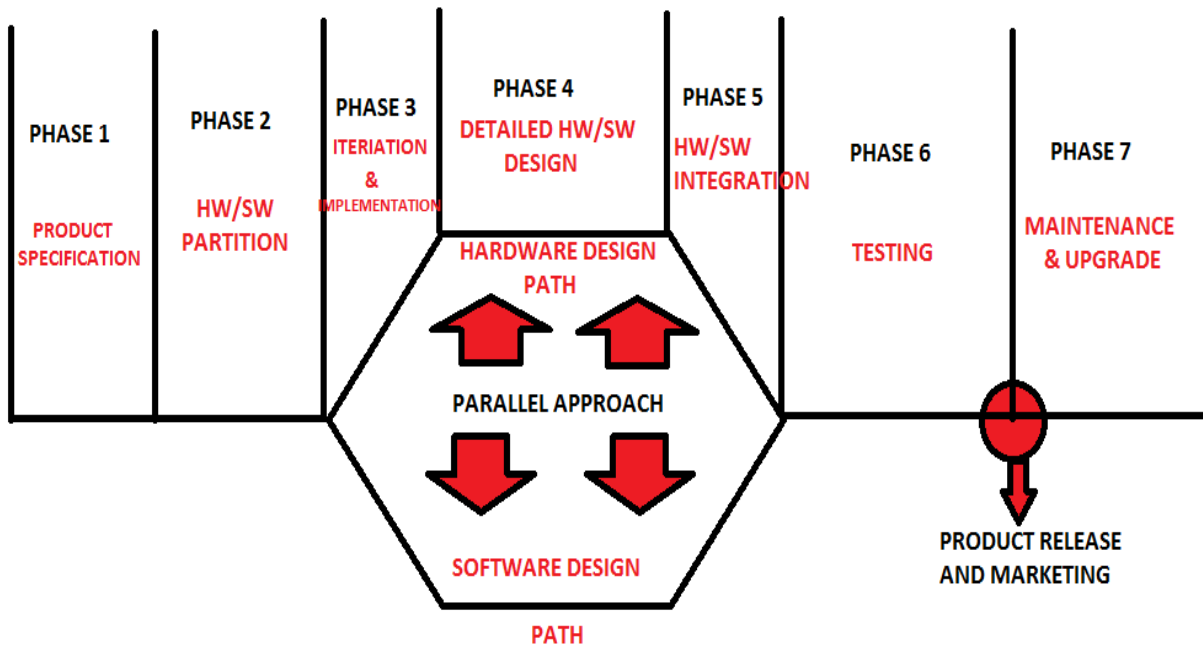 PHASE 1
PRODUCT
SPECIFICATION
PHASE 2
HW/SW
PARTITION
PHASE 3
ITERIATION
&
IMPLEMENTATION
PHASE 4
DETAILED HW/SW
DESIGN
PHASE 5
HW/SW
INTEGRATION
PHASE 6
TESTING
PHASE 7
MAINTENANCE
& UPGRADE
HARDWARE DESIGN
PATH
PARALLEL APPROACH
SOFTWARE DESIGN
PATH
PRODUCT RELEASE
AND MARKETING